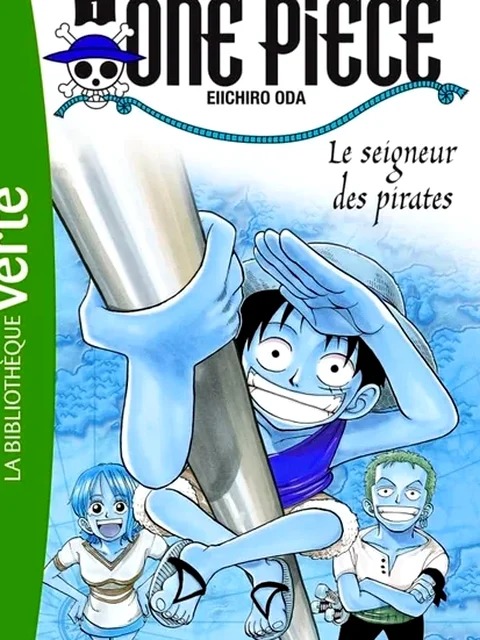 1
ONE PIECE
EIICHIRO ODA
Le seigneur
des pirates
LA BIBLIOTHÈQUE verte